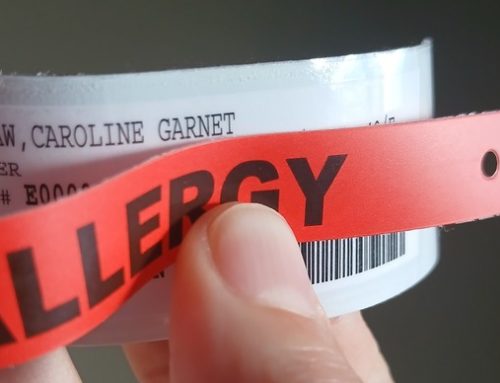 AW, CAROLINE GARNET
ER
# E000
ALLERGY